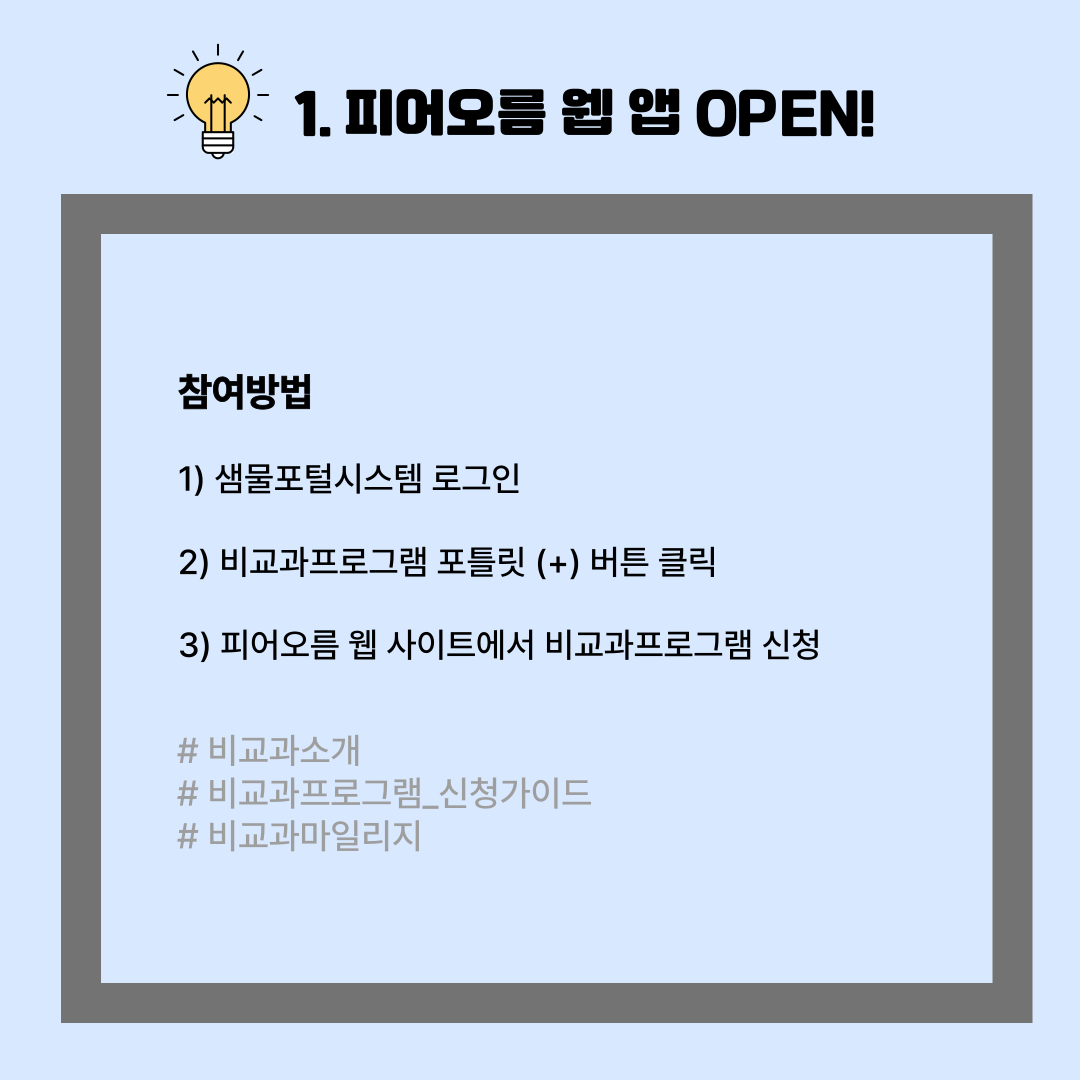 1. 피어오름 웹 앱 OPEN!
참여방법
1) 샘물포털시스템 로그인
2) 비교과프로그램 포틀릿 (+) 버튼 클릭
3) 피어오름 웹 사이트에서 비교과프로그램 신청
# 비교과소개
# 비교과프로그램_신청가이드
# 비교과마일리지